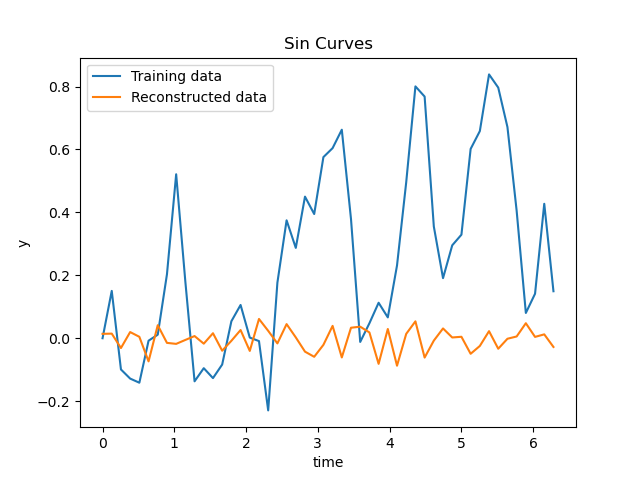 Sin Curves
Training data
Reconstructed data
y
0.8
0.6
0.4
0.2
0.0
−0.2
0 1 2 3 4 5 6
time